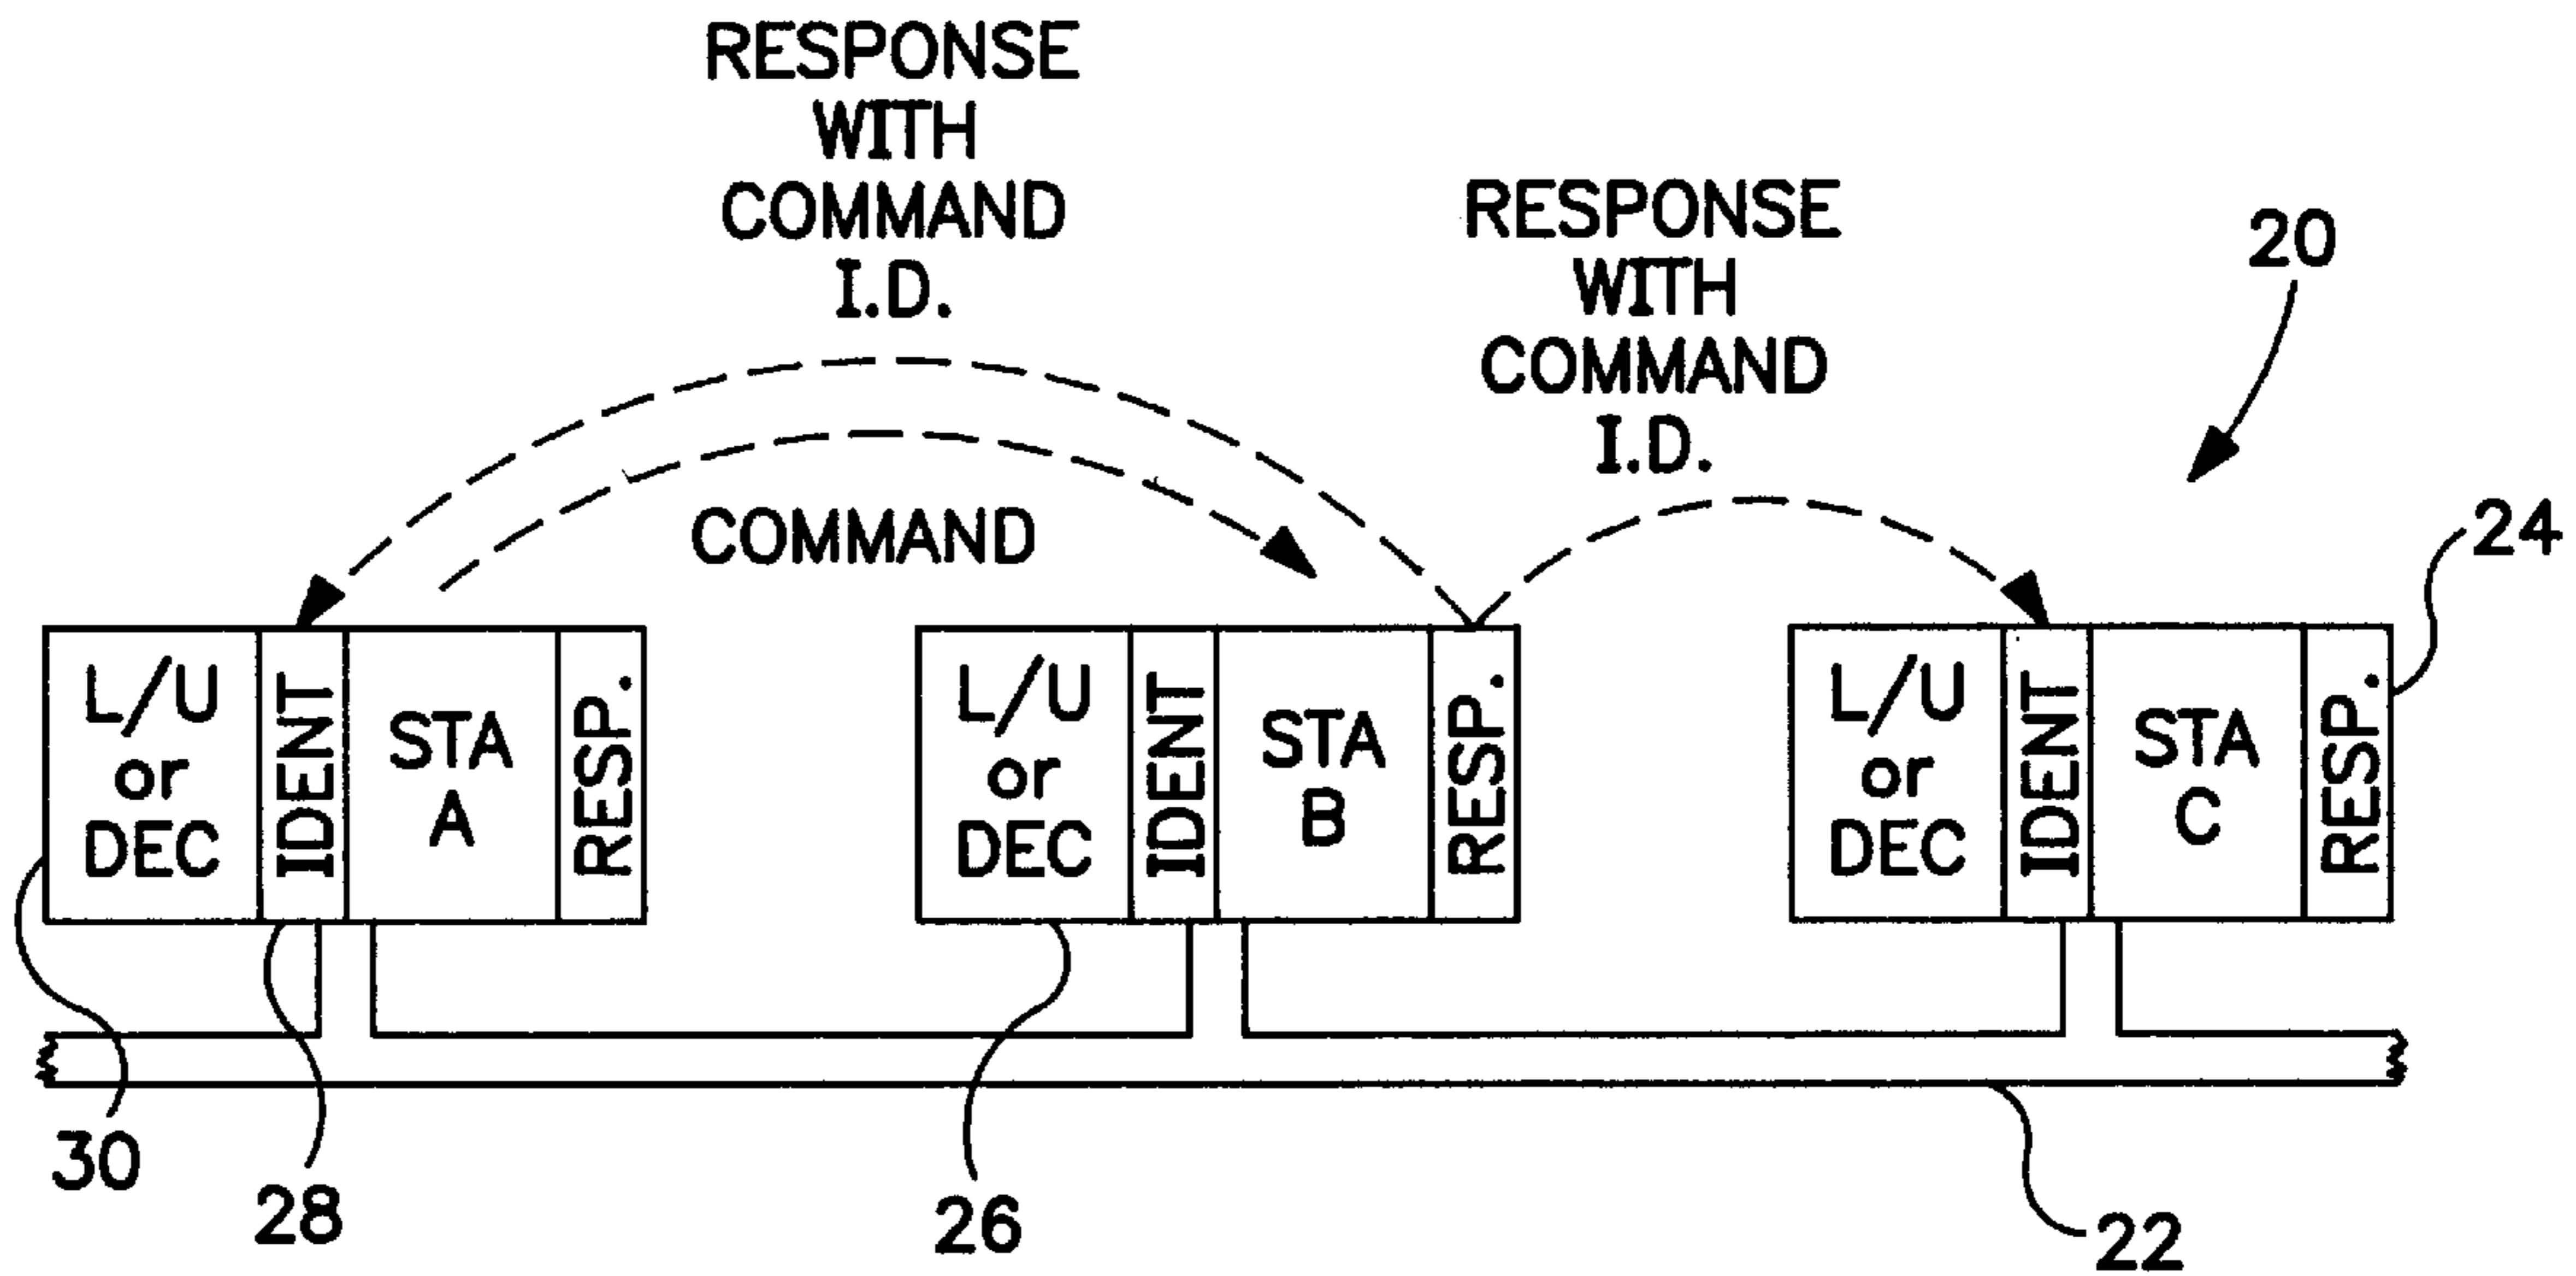 RESPONSE
WITH
COMMAND
I.D.
RESPONSE
WITH
COMMAND
I.D.
20
COMMAND
24
L/U
or
DEC
IDENT
STA
A
RESP.
L/U
or
DEC
IDENT
STA
B
RESP.
L/U
or
DEC
IDENT
STA
C
RESP.
30
28
26
22